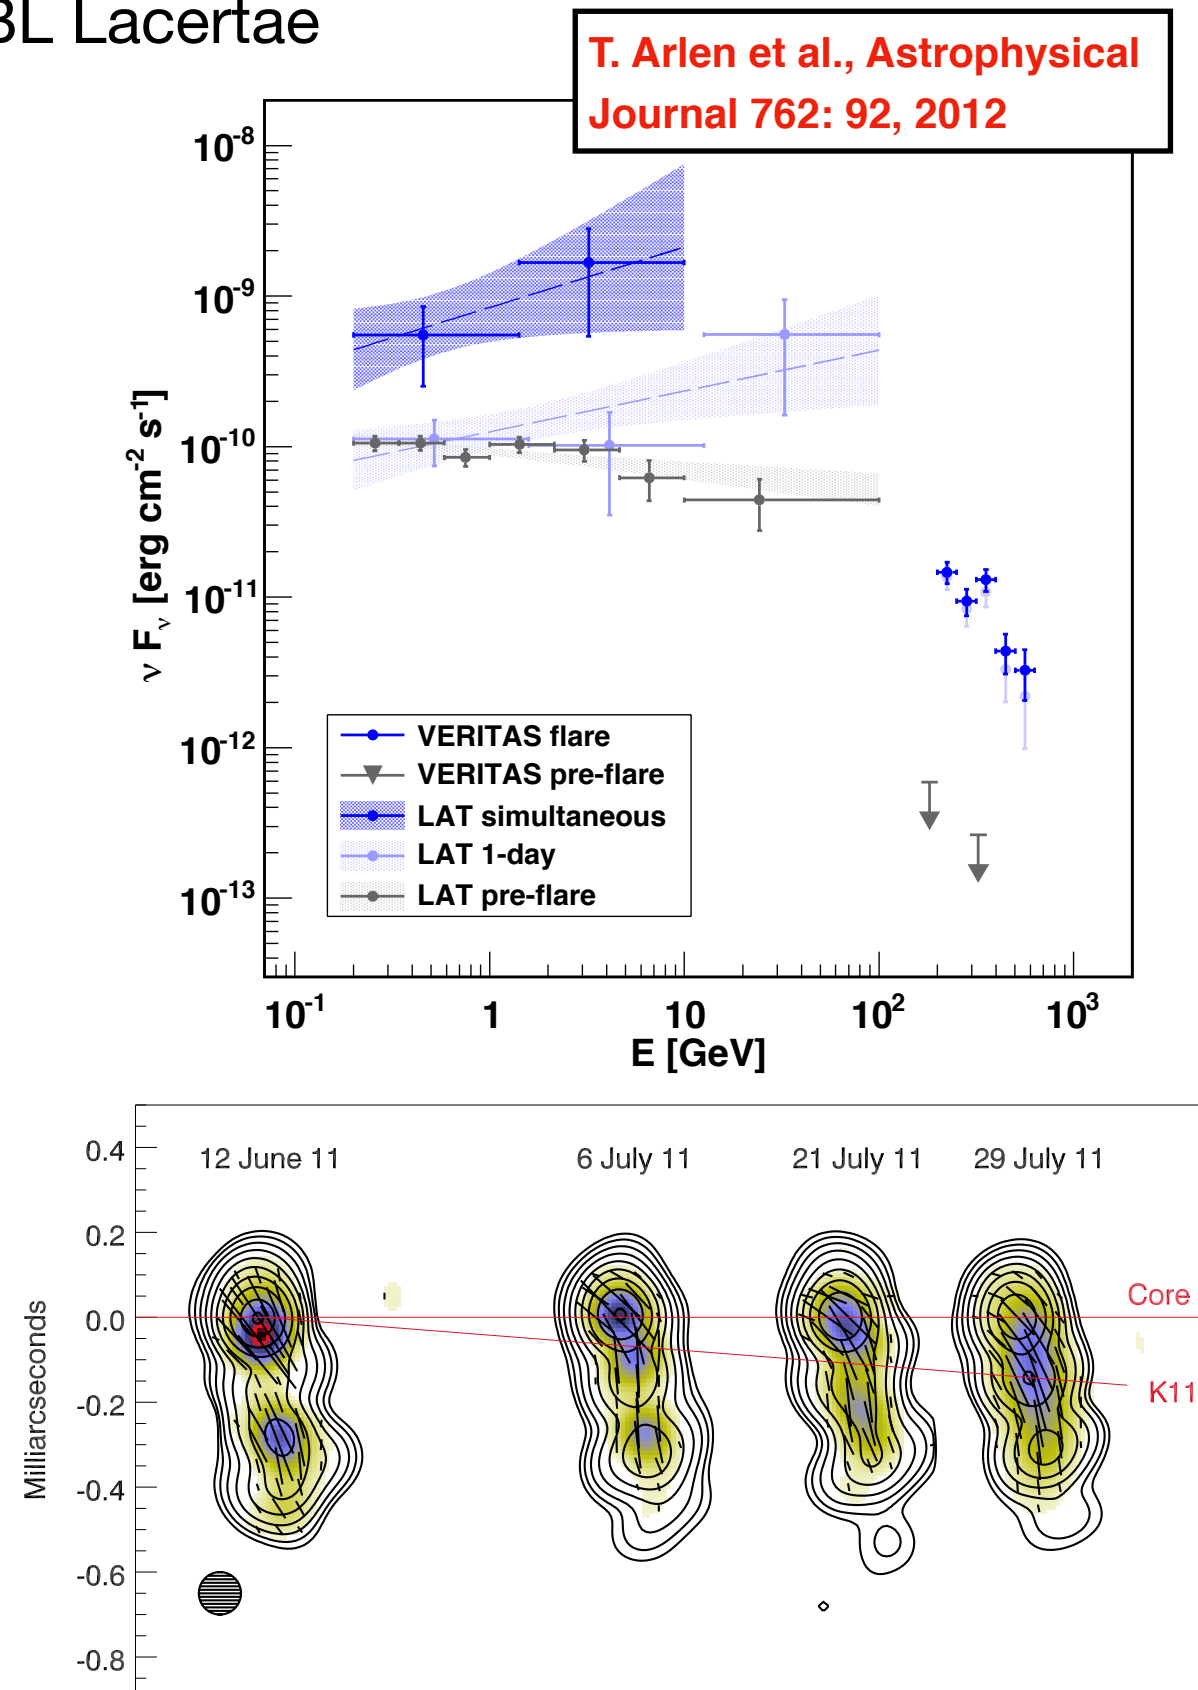 BL Lacertae
T. Arlen et al., Astrophysical
Journal 762: 92, 2012
10⁻⁸
10⁻⁹
10⁻¹⁰
10⁻¹¹
10⁻¹²
10⁻¹³
ν Fᵥ [erg cm⁻² s⁻¹]
VERITAS flare
VERITAS pre-flare
LAT simultaneous
LAT 1-day
LAT pre-flare
10⁻¹ 1 10 10² 10³
E [GeV]
12 June 11 6 July 11 21 July 11 29 July 11
0.4
0.2
0.0
-0.2
-0.4
-0.6
-0.8
Milliarcseconds
Core
K11